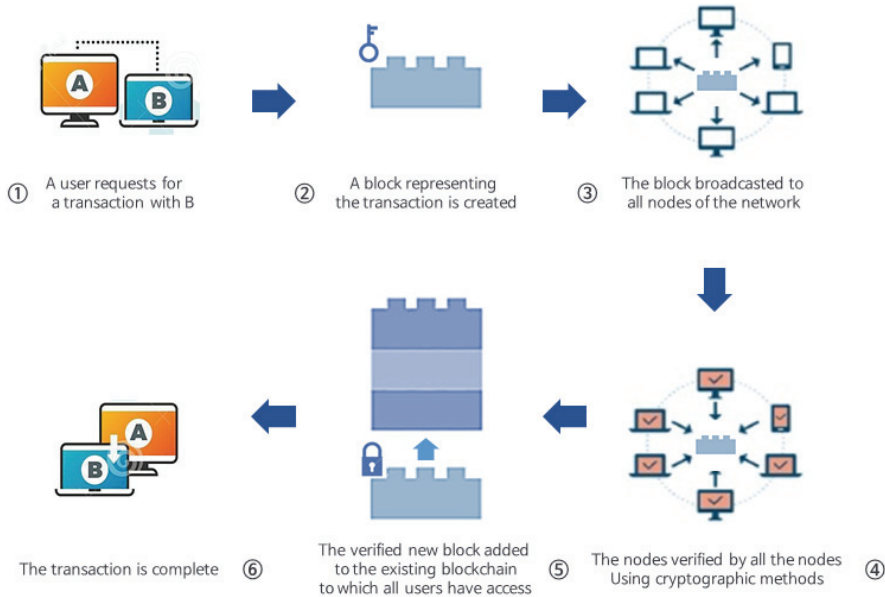 A
B
① A user requests for
a transaction with B
② A block representing
the transaction is created
③ The block broadcasted to
all nodes of the network
A
B
The transaction is complete ⑥
The verified new block added
to the existing blockchain
to which all users have access ⑤
The nodes verified by all the nodes
Using cryptographic methods ④